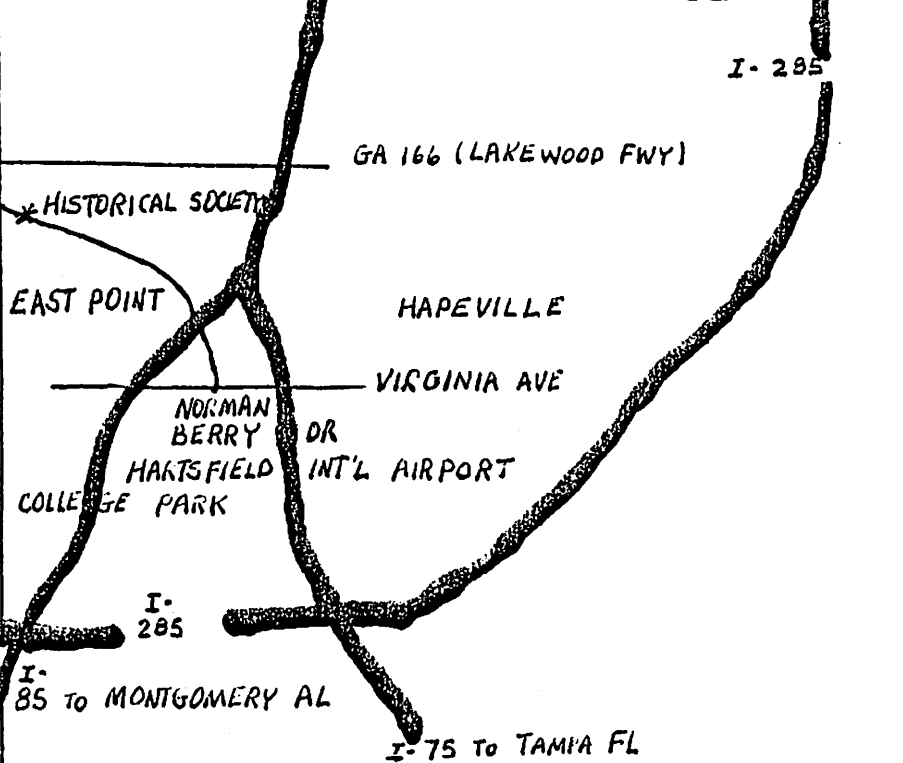 I-285
GA 166 (LAKEWOOD FWY)
HISTORICAL SOCIETY
EAST POINT
HAPEVILLE
VIRGINIA AVE
NORMAN
BERRY DR
HARTSFIELD INT'L AIRPORT
COLLEGE PARK
I-
285
I-
85 TO MONTGOMERY AL
I-75 TO TAMPA FL